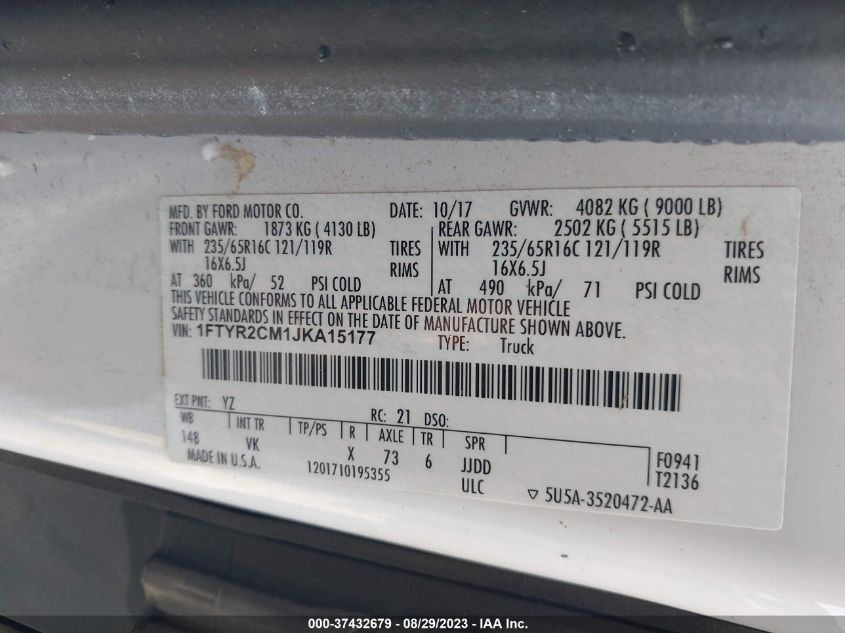 MFD. BY FORD MOTOR CO. DATE: 10/17 GVWR: 4082 KG ( 9000 LB)
FRONT GAWR: 1873 KG ( 4130 LB) REAR GAWR: 2502 KG ( 5515 LB)
WITH 235/65R16C 121/119R TIRES WITH 235/65R16C 121/119R TIRES
16X6.5J RIMS 16X6.5J RIMS
AT 360 kPa/ 52 PSI COLD AT 490 kPa/ 71 PSI COLD
THIS VEHICLE CONFORMS TO ALL APPLICABLE FEDERAL MOTOR VEHICLE
SAFETY STANDARDS IN EFFECT ON THE DATE OF MANUFACTURE SHOWN ABOVE.
VIN: 1FTYR2CM1JKA15177 TYPE: Truck
EXT PNT: YZ RC: 21 DSO:
WB INT TR TP/PS R AXLE TR SPR
148 VK X 73 6 JJDD F0941
MADE IN U.S.A. 1201710195355 ULC T2136
▽ 5U5A-3520472-AA
000-37432679 - 08/29/2023 - IAA Inc.